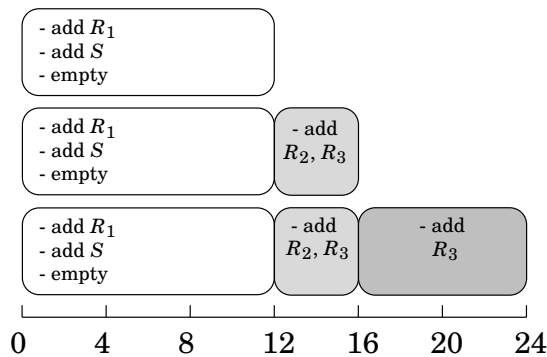 - add R₁
- add S
- empty
- add R₁
- add S
- empty
- add
R₂, R₃
- add R₁
- add S
- empty
- add
R₂, R₃
- add
R₃
0 4 8 12 16 20 24